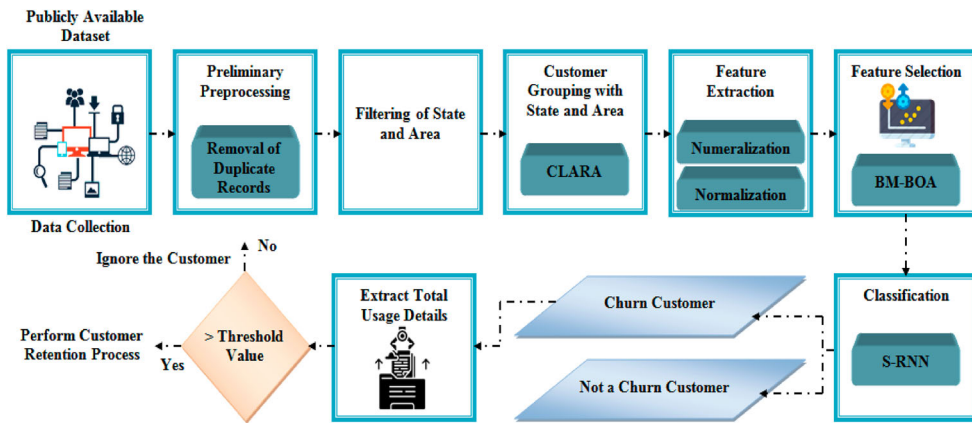 Publicly Available
Dataset
Data Collection
Preliminary
Preprocessing
Removal of
Duplicate
Records
Filtering of State
and Area
Customer
Grouping with
State and Area
CLARA
Feature
Extraction
Numeralization
Normalization
Feature Selection
BM-BOA
Classification
S-RNN
Churn Customer
Not a Churn Customer
Extract Total
Usage Details
> Threshold
Value
No
Ignore the Customer
Yes
Perform Customer
Retention Process